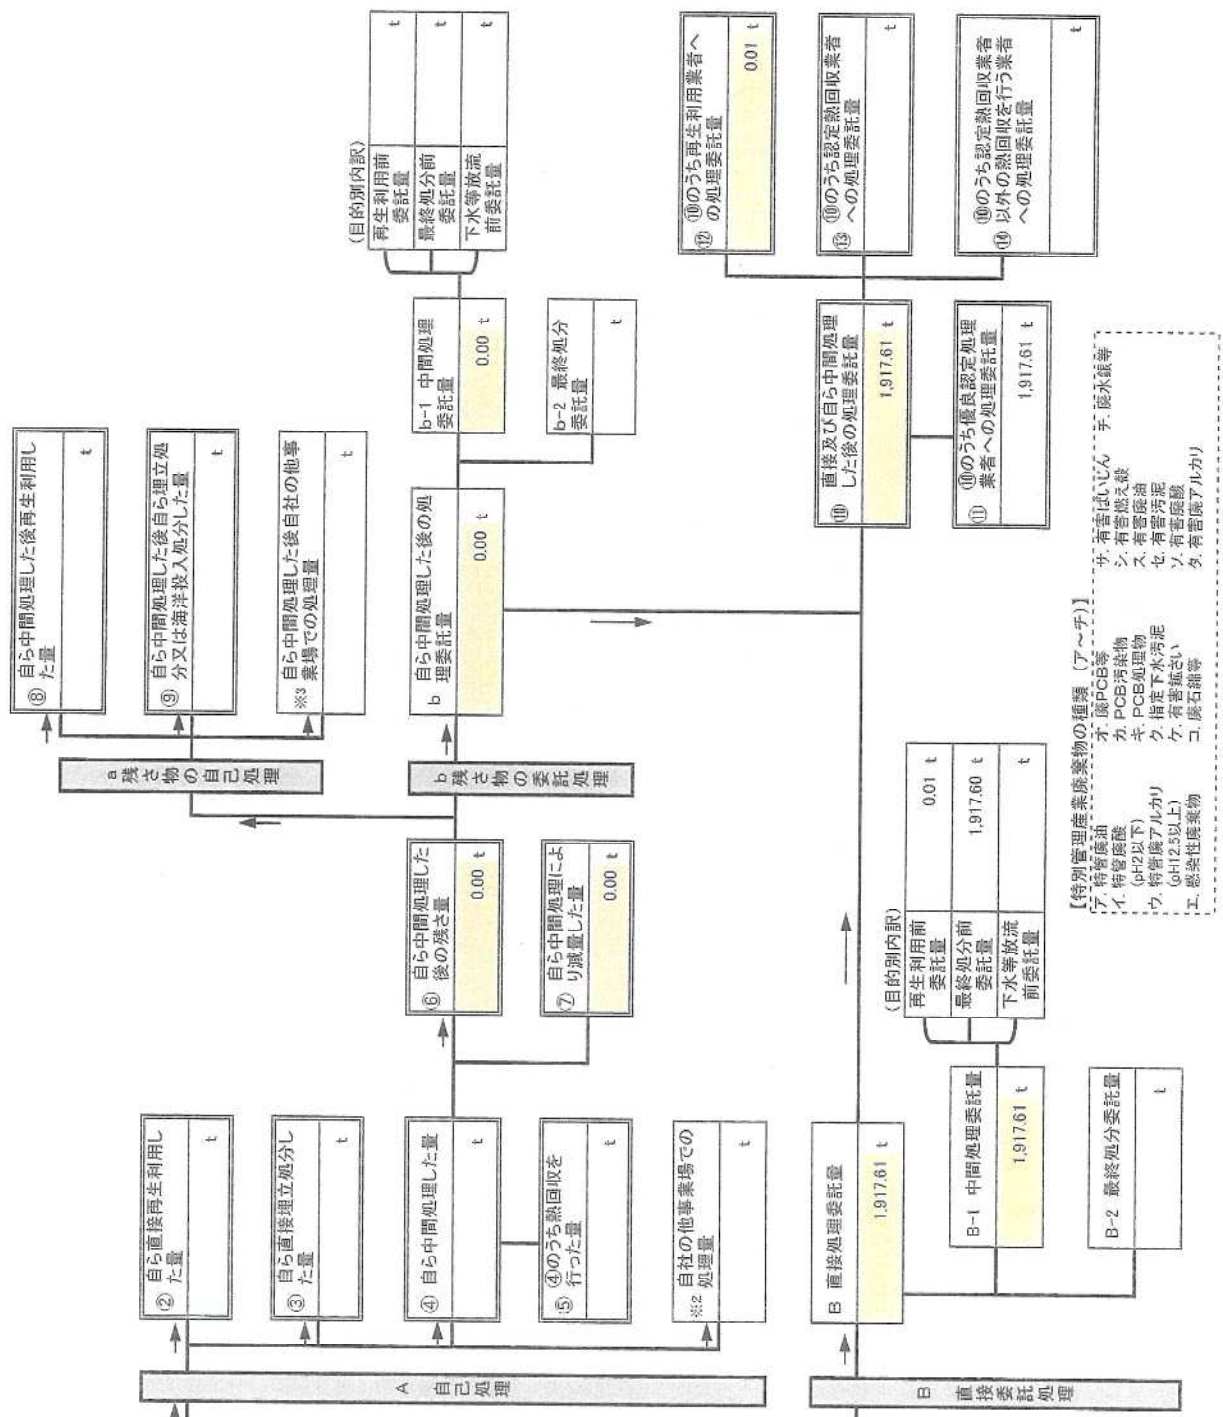 A 自己処理
② 自ら直接再生利用し
た量
t
③ 自ら直接埋立処分し
た量
t
④ 自ら中間処理した量
t
⑤ ④のうち熱回収を
行った量
t
※2 自社の他事業場での
処理量
t
⑥ 自ら中間処理した
後の残さ量
0.00 t
⑦ 自ら中間処理によ
り減量した量
0.00 t
a 残さ物の自己処理
⑧ 自ら中間処理した後再生利用し
た量
t
⑨ 自ら中間処理した後自ら埋立処
分又は海洋投入処分した量
t
※3 自ら中間処理した後自社の他事
業場での処理量
t
b 残さ物の委託処理
b 自ら中間処理した後の処
理委託量
0.00 t
b-1 中間処理
委託量
0.00 t
b-2 最終処分
委託量
t
(目的別内訳)
再生利用前
委託量
t
最終処分前
委託量
t
下水等放流
前委託量
t
B 直接委託処理
B 直接処理委託量
1,917.61 t
B-1 中間処理委託量
1,917.61 t
B-2 最終処分委託量
t
(目的別内訳)
再生利用前
委託量
0.01 t
最終処分前
委託量
1,917.60 t
下水等放流
前委託量
t
⑩ 直接及び自ら中間処理
した後の処理委託量
1,917.61 t
⑪ ⑩のうち優良認定処理
業者への処理委託量
1,917.61 t
⑫ ⑩のうち再生利用業者へ
の処理委託量
0.01 t
⑬ ⑩のうち認定熱回収業者
への処理委託量
t
⑭ ⑩のうち認定熱回収業者
以外の熱回収を行う業者
への処理委託量
t
【特別管理産業廃棄物の種類 (ア~チ)】
ア. 特管廃油
イ. 特管廃酸
(pH2以下)
ウ. 特管廃アルカリ
(pH12.5以上)
エ. 感染性廃棄物
オ. 廃PCB等
カ. PCB汚染物
キ. PCB処理物
ク. 指定下水汚泥
ケ. 有害鉱さい
コ. 廃石綿等
サ. 有害ばいじん
シ. 有害燃え殻
ス. 有害廃油
セ. 有害汚泥
ソ. 有害廃酸
タ. 有害廃アルカリ
チ. 廃水銀等